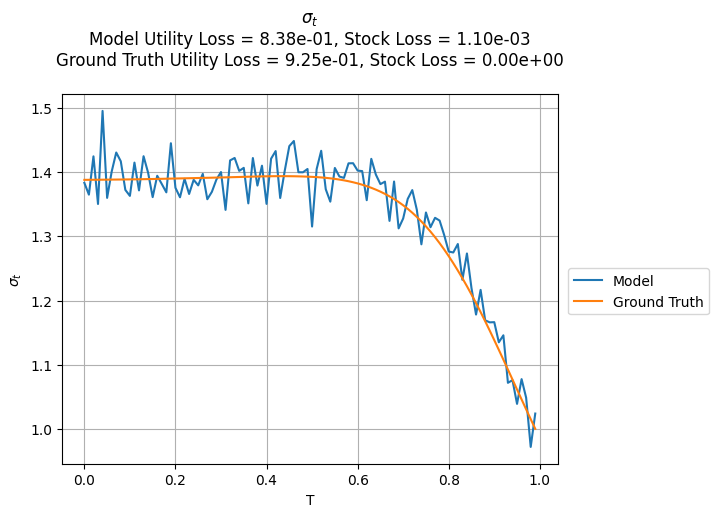 σ_t
Model Utility Loss = 8.38e-01, Stock Loss = 1.10e-03
Ground Truth Utility Loss = 9.25e-01, Stock Loss = 0.00e+00
1.5
1.4
1.3
1.2
1.1
1.0
σ_t
0.0 0.2 0.4 0.6 0.8 1.0
T
Model
Ground Truth